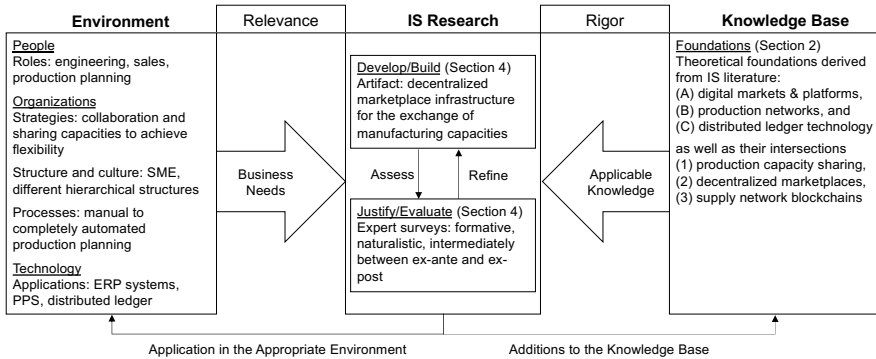 Environment
Relevance
IS Research
Rigor
Knowledge Base
People
Roles: engineering, sales,
production planning
Organizations
Strategies: collaboration and
sharing capacities to achieve
flexibility
Structure and culture: SME,
different hierarchical structures
Processes: manual to
completely automated
production planning
Technology
Applications: ERP systems,
PPS, distributed ledger
Business
Needs
Develop/Build (Section 4)
Artifact: decentralized
marketplace infrastructure
for the exchange of
manufacturing capacities
Assess
Refine
Justify/Evaluate (Section 4)
Expert surveys: formative,
naturalistic, intermediately
between ex-ante and ex-
post
Applicable
Knowledge
Foundations (Section 2)
Theoretical foundations derived
from IS literature:
(A) digital markets & platforms,
(B) production networks, and
(C) distributed ledger technology
as well as their intersections
(1) production capacity sharing,
(2) decentralized marketplaces,
(3) supply network blockchains
Application in the Appropriate Environment
Additions to the Knowledge Base